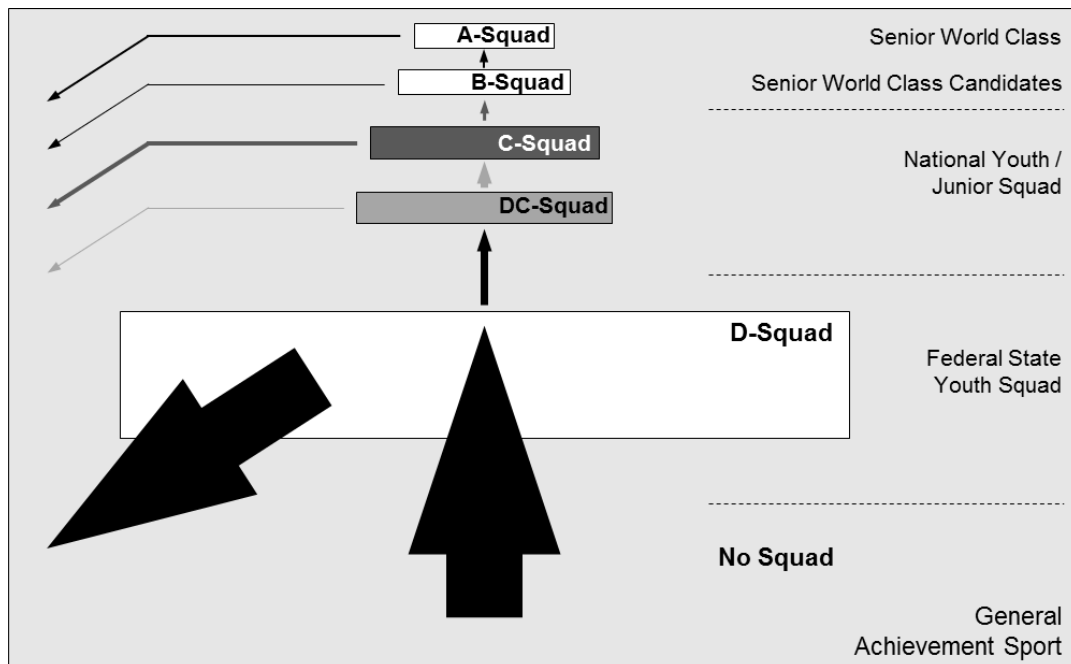 A-Squad
Senior World Class
B-Squad
Senior World Class Candidates
C-Squad
National Youth /
Junior Squad
DC-Squad
D-Squad
Federal State
Youth Squad
No Squad
General
Achievement Sport